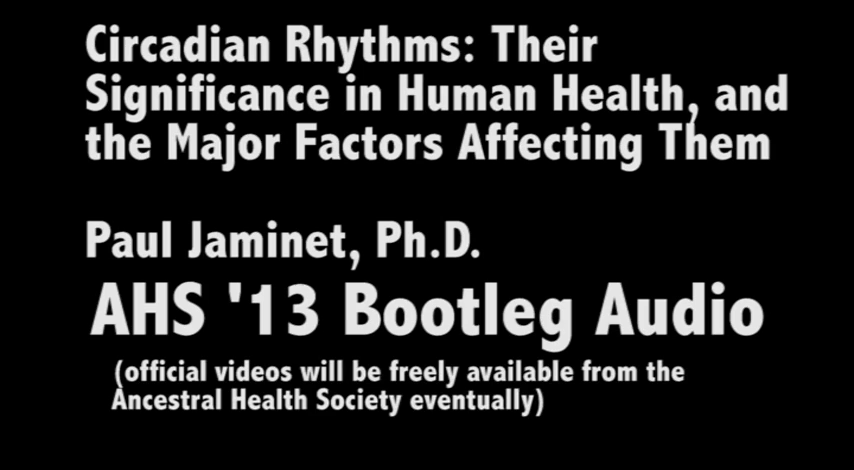 Circadian Rhythms: Their
Significance in Human Health, and
the Major Factors Affecting Them
Paul Jaminet, Ph.D.
AHS '13 Bootleg Audio
(official videos will be freely available from the
Ancestral Health Society eventually)